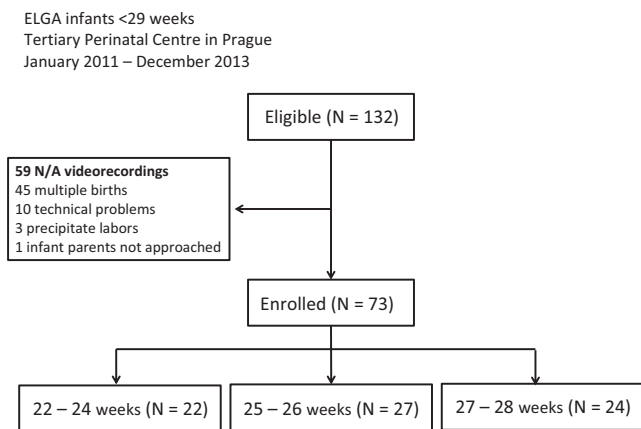 ELGA infants <29 weeks
Tertiary Perinatal Centre in Prague
January 2011 – December 2013
Eligible (N = 132)
59 N/A videorecordings
45 multiple births
10 technical problems
3 precipitate labors
1 infant parents not approached
Enrolled (N = 73)
22 – 24 weeks (N = 22)
25 – 26 weeks (N = 27)
27 – 28 weeks (N = 24)